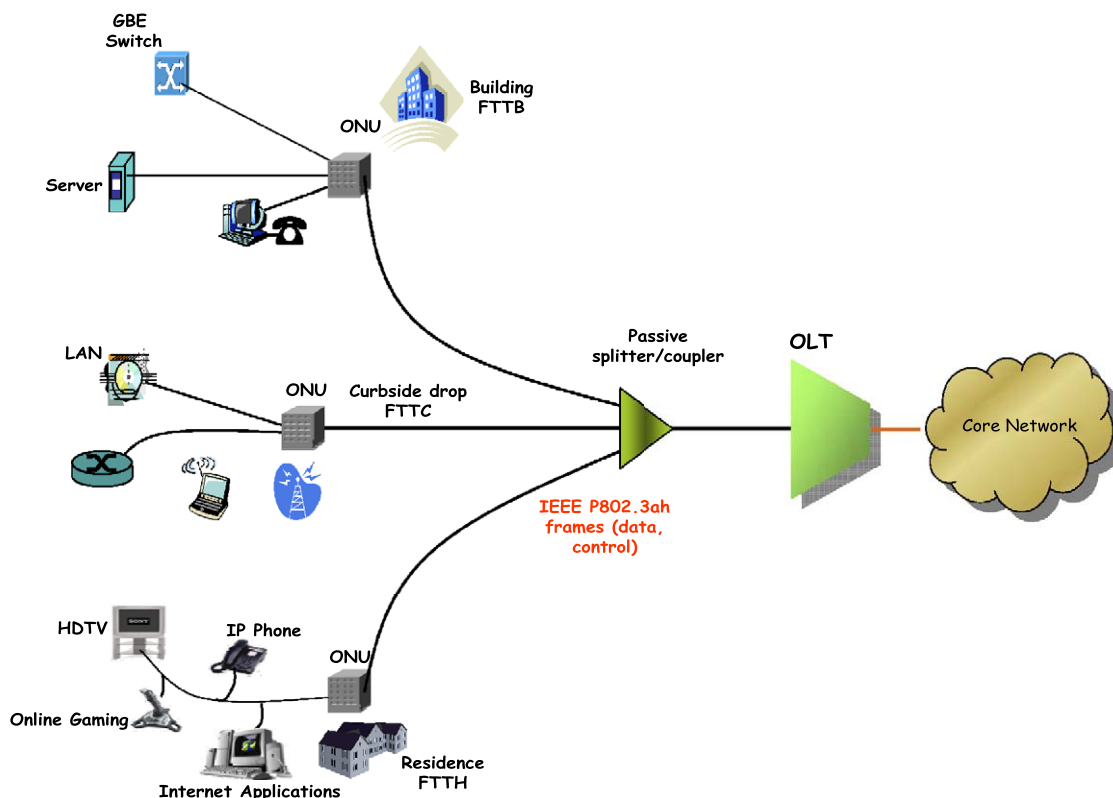 GBE
Switch
Building
FTTB
ONU
Server
Passive
splitter/coupler
OLT
LAN
ONU
Curbside drop
FTTC
Core Network
IEEE P802.3ah
frames (data,
control)
HDTV
SONY
IP Phone
ONU
Online Gaming
Residence
FTTH
Internet Applications